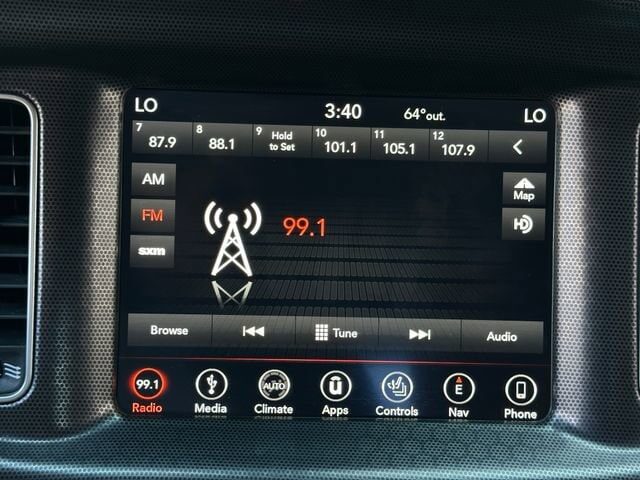 LO 3:40 64°out. LO
7 87.9 8 88.1 9 Hold to Set 10 101.1 11 105.1 12 107.9
AM
Map
FM
99.1
HD
sxm
Browse Tune Audio
99.1 AUTO U E
Radio Media Climate Apps Controls Nav Phone